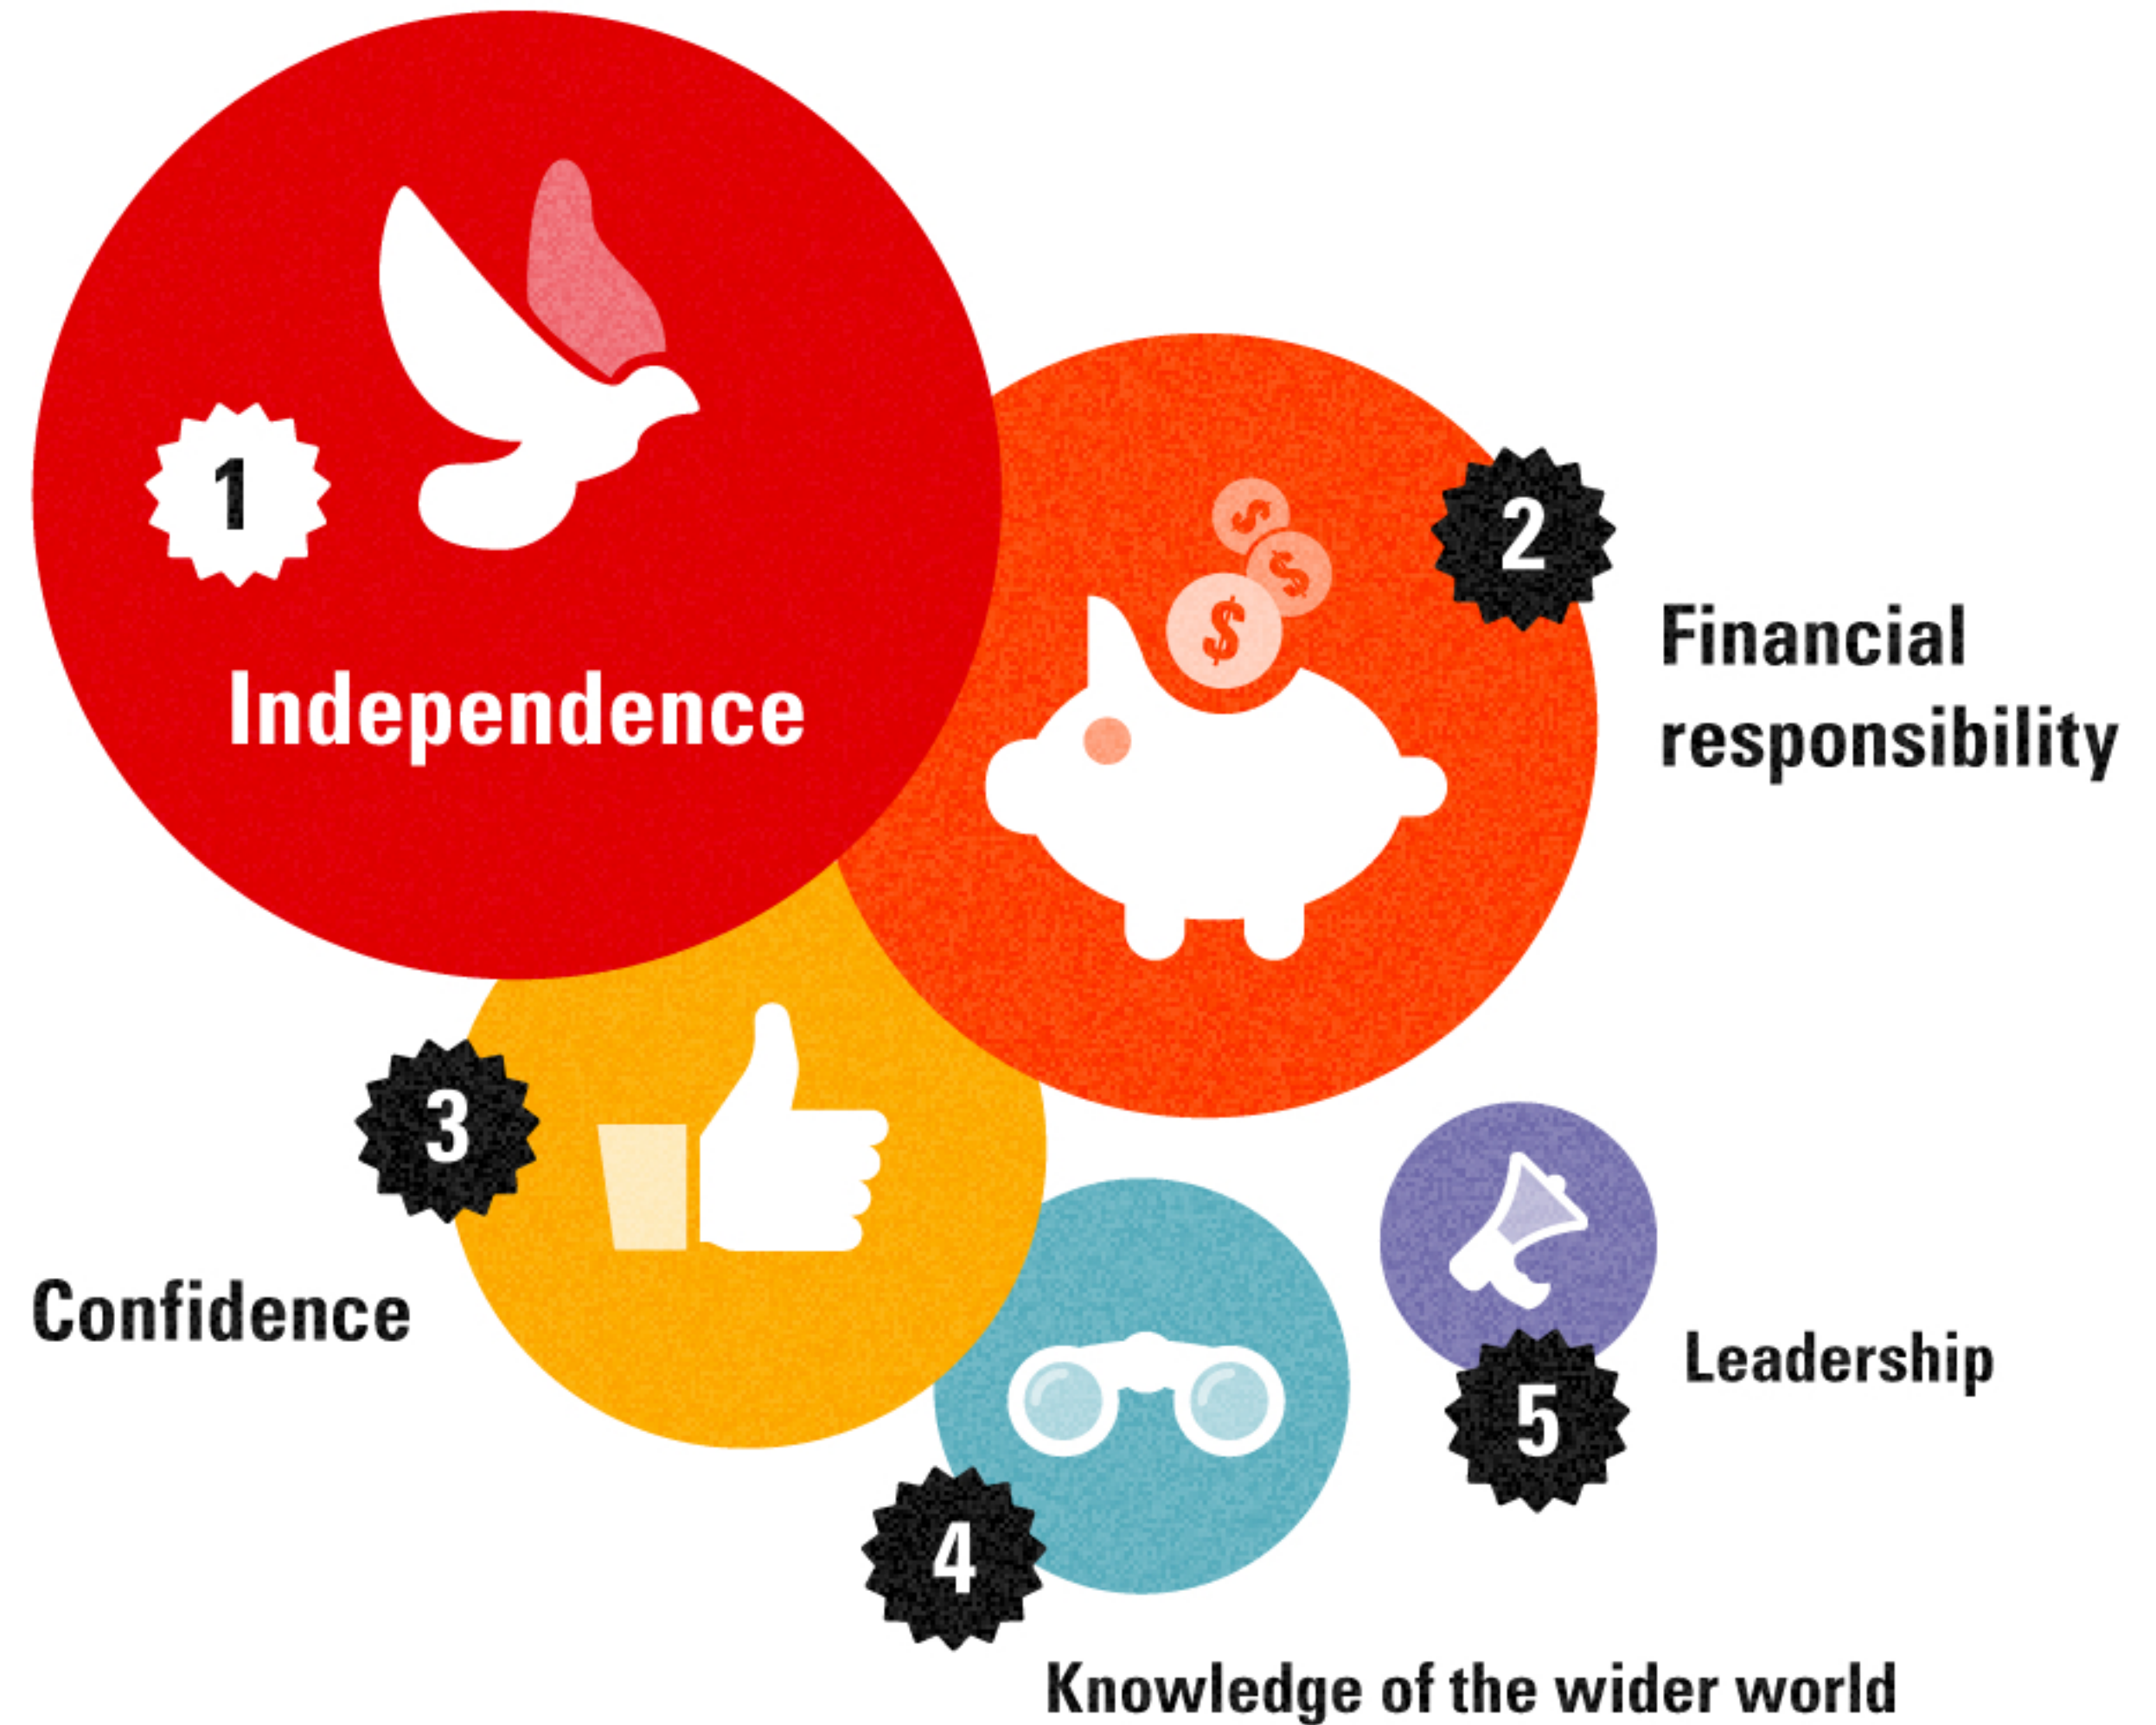 1
Independence
$
$
$
2
Financial
responsibility
3
Confidence
4
Knowledge of the wider world
5
Leadership